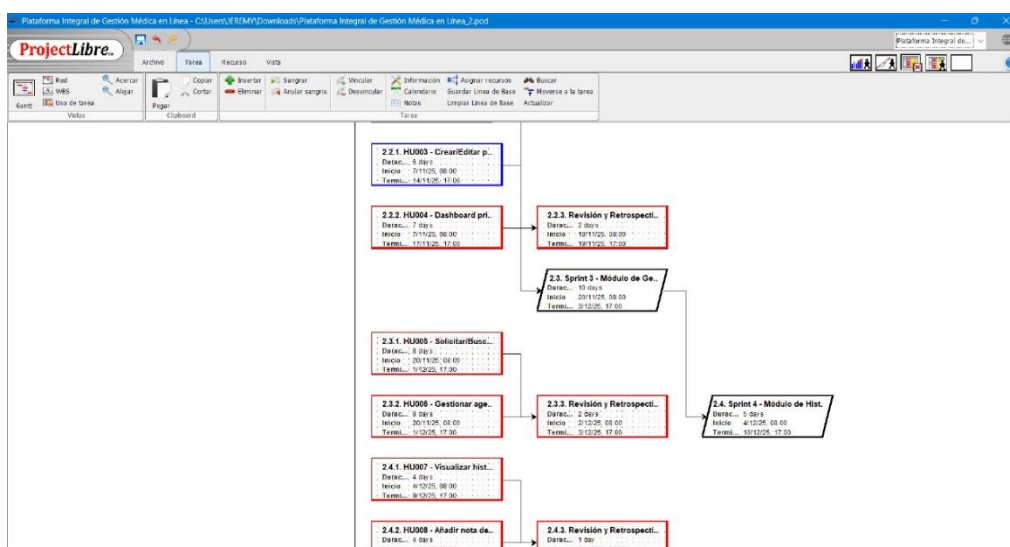 Plataforma Integral de Gestión Médica en Línea - C:\Users\JEREMY\Downloads\Plataforma Integral de Gestión Médica en Línea_2.pod
ProjectLibre
Plataforma Integral de...
Archivo Tarea Recurso Vista
Gantt
Red
WBS
Uso de tarea
Acercar
Alejar
Vistas
Pegar
Copiar
Cortar
Clipboard
Insertar
Eliminar
Sangrar
Anular sangria
Vincular
Desvincular
Información
Calendario
Notas
Asignar recursos
Guardar Linea de Base
Limpiar Linea de Base
Buscar
Moverse a la tarea
Actualizar
Tarea
2.2.1. HU003 - Crear/Editar p...
Durac... 6 days
Inicio 7/11/25, 08:00
Termi... 14/11/25, 17:00
2.2.2. HU004 - Dashboard pri...
Durac... 7 days
Inicio 7/11/25, 08:00
Termi... 17/11/25, 17:00
2.2.3. Revisión y Retrospecti...
Durac... 2 days
Inicio 18/11/25, 08:00
Termi... 19/11/25, 17:00
2.3. Sprint 3 - Módulo de Ge...
Durac... 10 days
Inicio 20/11/25, 08:00
Termi... 3/12/25, 17:00
2.3.1. HU005 - Solicitar/Busc...
Durac... 8 days
Inicio 20/11/25, 08:00
Termi... 1/12/25, 17:00
2.3.2. HU006 - Gestionar age...
Durac... 8 days
Inicio 20/11/25, 08:00
Termi... 1/12/25, 17:00
2.3.3. Revisión y Retrospecti...
Durac... 2 days
Inicio 2/12/25, 08:00
Termi... 3/12/25, 17:00
2.4. Sprint 4 - Módulo de Hist.
Durac... 5 days
Inicio 4/12/25, 08:00
Termi... 10/12/25, 17:00
2.4.1. HU007 - Visualizar hist...
Durac... 4 days
Inicio 4/12/25, 08:00
Termi... 9/12/25, 17:00
2.4.2. HU008 - Añadir nota de...
Durac... 4 days
2.4.3. Revisión y Retrospecti...
Durac... 1 day